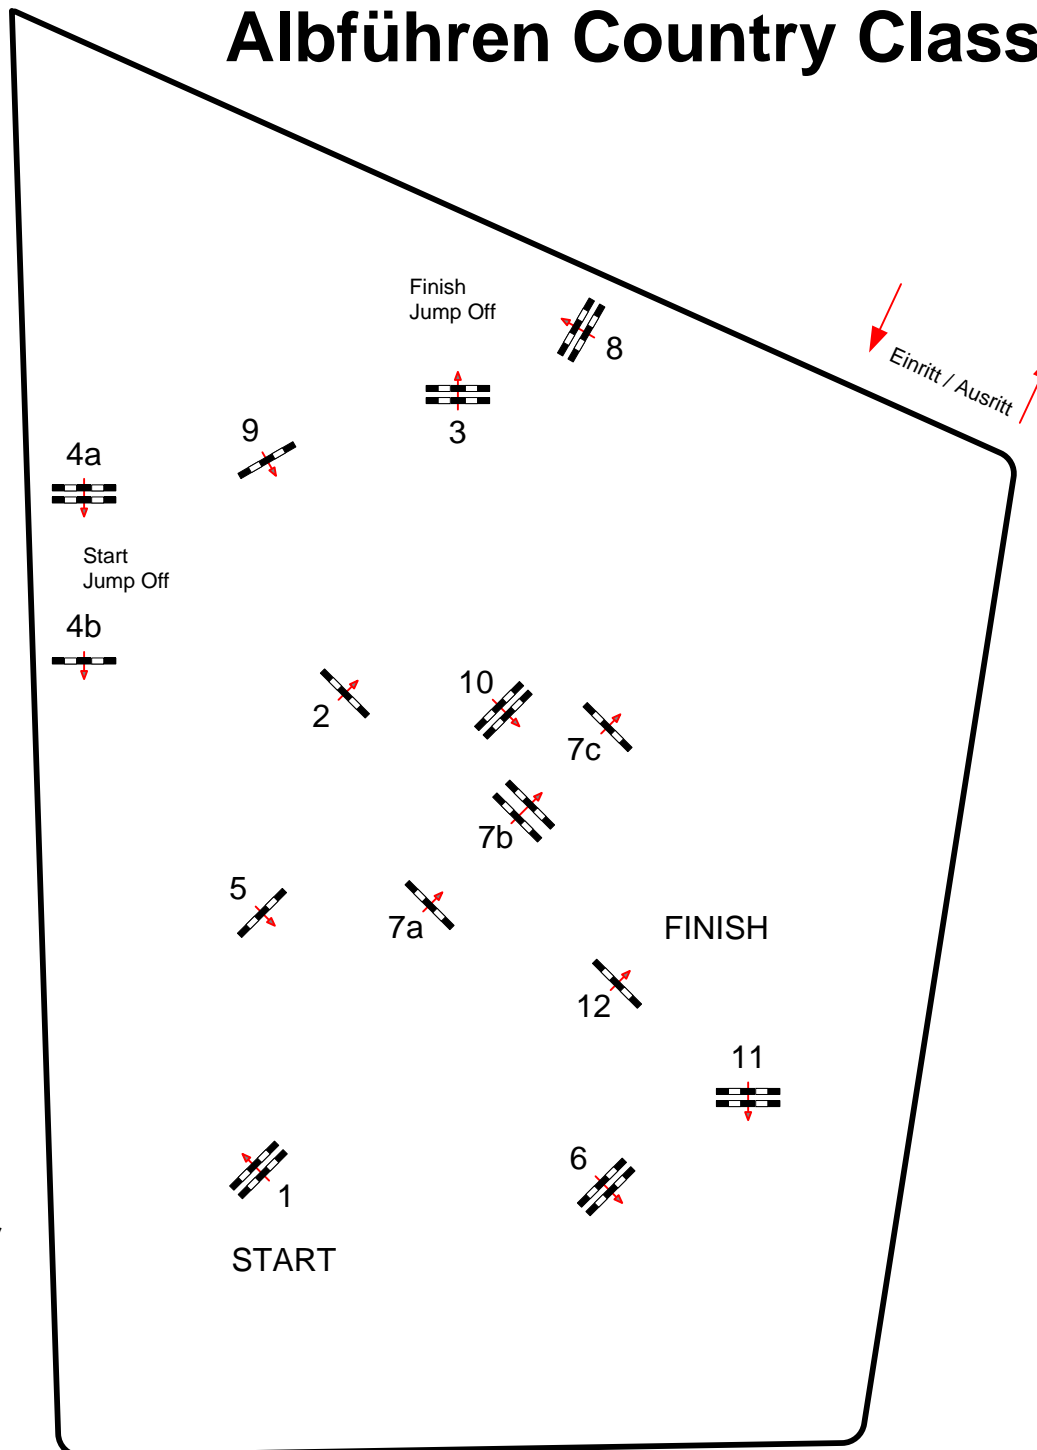 Albführen Country Class
Finish
Jump Off
8
Einritt / Ausritt
3
9
4a
Start
Jump Off
4b
2
10
7c
7b
5
7a
FINISH
12
11
6
1
START